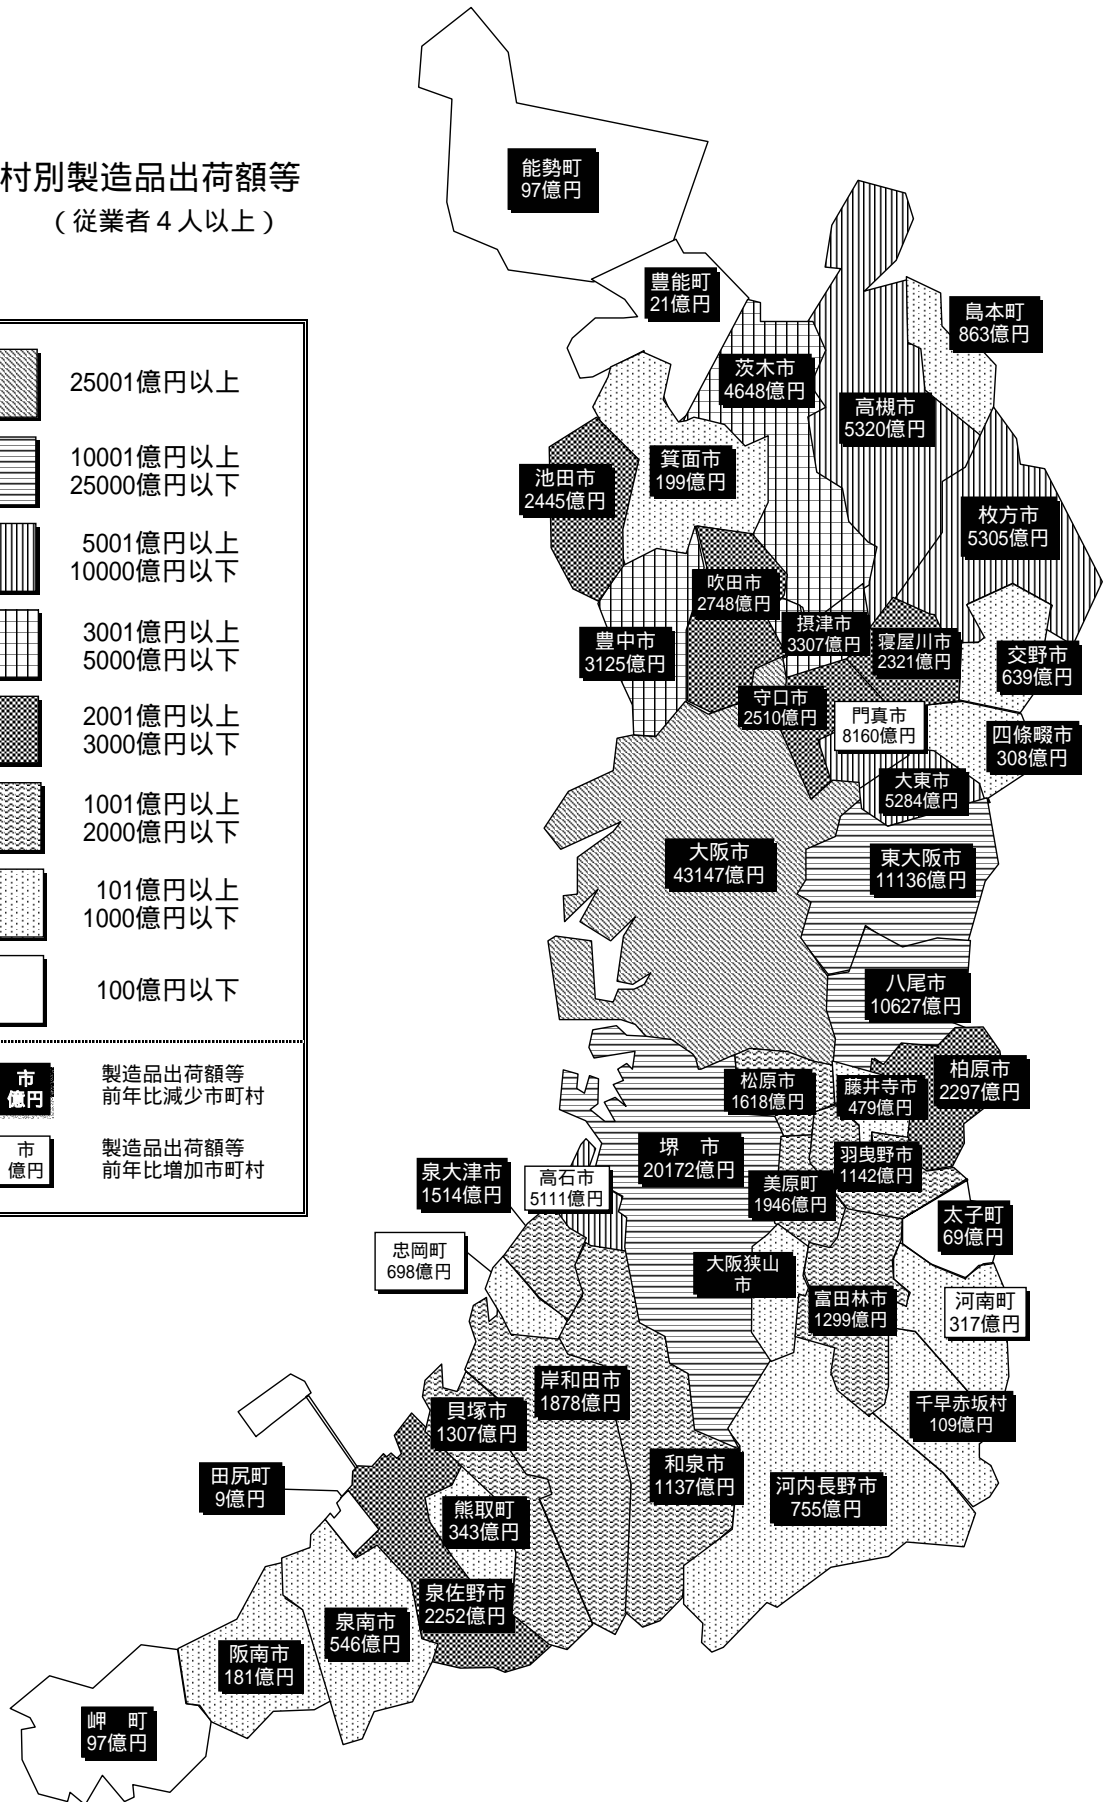 村別製造品出荷額等
（従業者４人以上）
25001億円以上
10001億円以上
25000億円以下
5001億円以上
10000億円以下
3001億円以上
5000億円以下
2001億円以上
3000億円以下
1001億円以上
2000億円以下
101億円以上
1000億円以下
100億円以下
市
億円
製造品出荷額等
前年比減少市町村
市
億円
製造品出荷額等
前年比増加市町村
能勢町
97億円
豊能町
21億円
島本町
863億円
茨木市
4648億円
高槻市
5320億円
箕面市
199億円
池田市
2445億円
枚方市
5305億円
吹田市
2748億円
摂津市
3307億円
寝屋川市
2321億円
豊中市
3125億円
交野市
639億円
守口市
2510億円
門真市
8160億円
四條畷市
308億円
大東市
5284億円
大阪市
43147億円
東大阪市
11136億円
八尾市
10627億円
柏原市
2297億円
松原市
1618億円
藤井寺市
479億円
堺　市
20172億円
羽曳野市
1142億円
泉大津市
1514億円
高石市
5111億円
美原町
1946億円
太子町
69億円
忠岡町
698億円
大阪狭山
市
富田林市
1299億円
河南町
317億円
岸和田市
1878億円
貝塚市
1307億円
千早赤坂村
109億円
和泉市
1137億円
河内長野市
755億円
田尻町
9億円
熊取町
343億円
泉佐野市
2252億円
泉南市
546億円
阪南市
181億円
岬　町
97億円